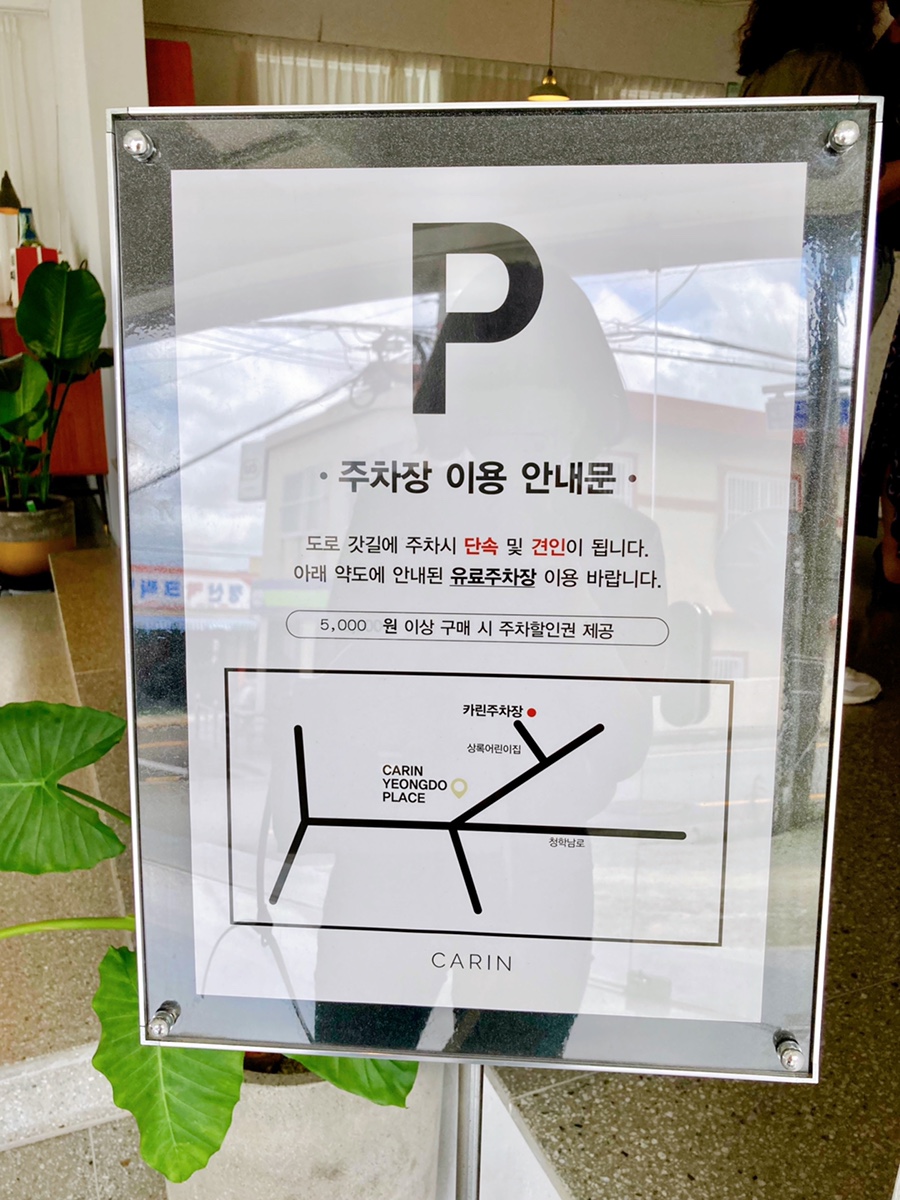 P
· 주차장 이용 안내문 ·
도로 갓길에 주차시 단속 및 견인이 됩니다.
아래 약도에 안내된 유료주차장 이용 바랍니다.
5,000 원 이상 구매 시 주차할인권 제공
카린주차장
상록어린이집
CARIN
YEONGDO
PLACE
청학남로
CARIN